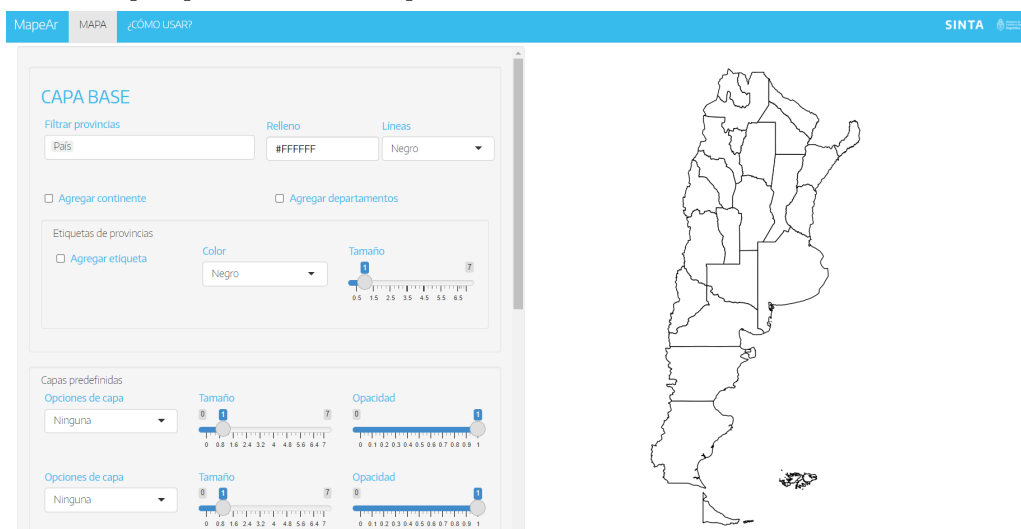 MapeAr MAPA ¿CÓMO USAR? SINTA
CAPA BASE
Filtrar provincias Relleno Líneas
País #FFFFFF Negro
Agregar continente Agregar departamentos
Etiquetas de provincias
Agregar etiqueta Color Tamaño
Negro 1 7
0.5 1.5 2.5 3.5 4.5 5.5 6.5
Capas predefinidas
Opciones de capa Tamaño Opacidad
Ninguna 0 1 7 0 1
0 0.8 1.6 2.4 3.2 4 4.8 5.6 6.4 7 0 0.1 0.2 0.3 0.4 0.5 0.6 0.7 0.8 0.9 1
Opciones de capa Tamaño Opacidad
Ninguna 0 1 7 0 1
0 0.8 1.6 2.4 3.2 4 4.8 5.6 6.4 7 0 0.1 0.2 0.3 0.4 0.5 0.6 0.7 0.8 0.9 1